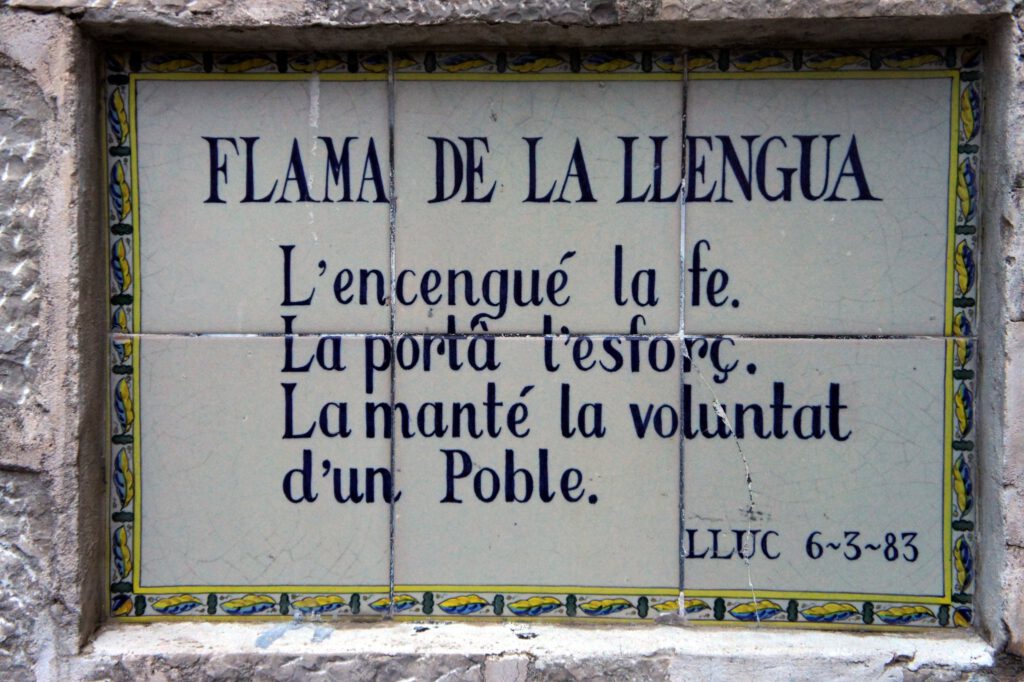 FLAMA DE LA LLENGUA
L'encengué la fe.
La portà l'esforç.
La manté la voluntat
d'un Poble.
LLUC 6~3~83